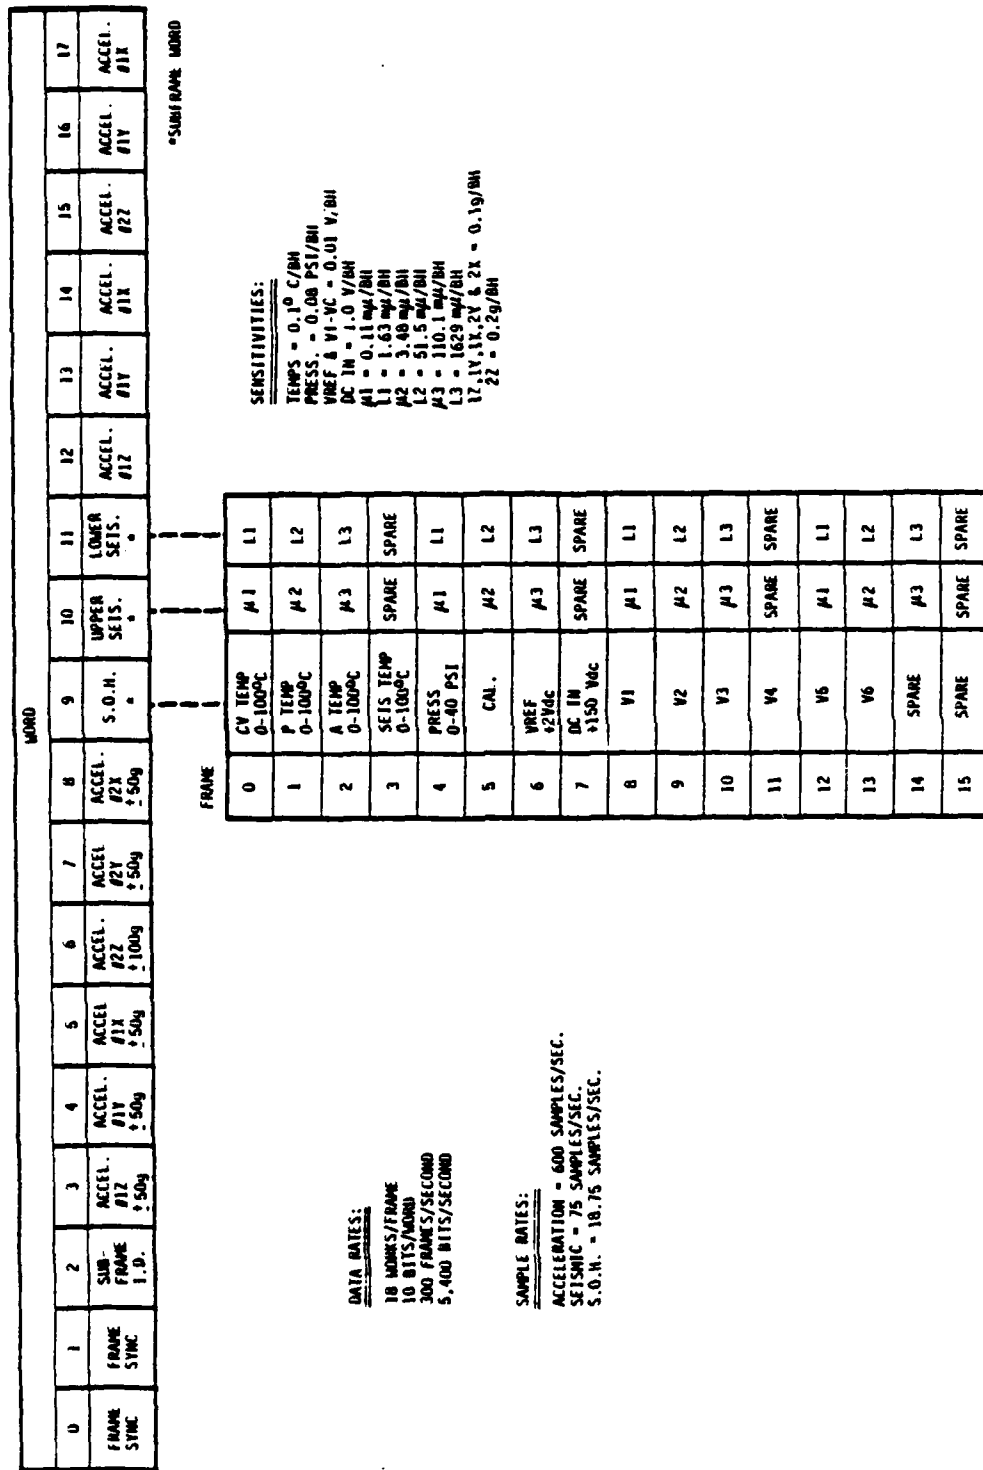 WORD
0 1 2 3 4 5 6 7 8 9 10 11 12 13 14 15 16 17
FRAME SYNC
FRAME SYNC
SUB-FRAME I.D.
ACCEL. #1Z ±50g
ACCEL. #1Y ±50g
ACCEL #1X ±50g
ACCEL. #2Z ±100g
ACCEL #2Y ±50g
ACCEL. #2X ±50g
S.O.H. *
UPPER SEIS. *
LOWER SEIS. *
ACCEL. #1Z
ACCEL. #1Y
ACCEL. #1X
ACCEL. #2Z
ACCEL. #1Y
ACCEL. #1X
*SUBFRAME WORD
FRAME
0 CV TEMP 0-100°C μ1 L1
1 P TEMP 0-100°C μ2 L2
2 A TEMP 0-100°C μ3 L3
3 SEIS TEMP 0-100°C SPARE SPARE
4 PRESS 0-40 PSI μ1 L1
5 CAL. μ2 L2
6 VREF +2Vdc μ3 L3
7 DC IN +150 Vdc SPARE SPARE
8 V1 μ1 L1
9 V2 μ2 L2
10 V3 μ3 L3
11 V4 SPARE SPARE
12 V6 μ1 L1
13 V6 μ2 L2
14 SPARE μ3 L3
15 SPARE SPARE SPARE
DATA RATES:
18 WORKS/FRAME
10 BITS/WORD
300 FRAMES/SECOND
5,400 BITS/SECOND
SAMPLE RATES:
ACCELERATION = 600 SAMPLES/SEC.
SEISMIC = 75 SAMPLES/SEC.
S.O.H. = 18.75 SAMPLES/SEC.
SENSITIVITIES:
TEMPS = 0.1° C/BH
PRESS. = 0.08 PSI/BH
VREF & V1-VC = 0.01 V/BH
DC IN = 1.0 V/BH
μ1 = 0.11 mμ/BH
L1 = 1.63 mμ/BH
μ2 = 3.48 mμ/BH
L2 = 51.5 mμ/BH
μ3 = 110.1 mμ/BH
L3 = 1629 mμ/BH
1Z,1Y,1X,2Y & 2X = 0.1g/BH
2Z = 0.2g/BH